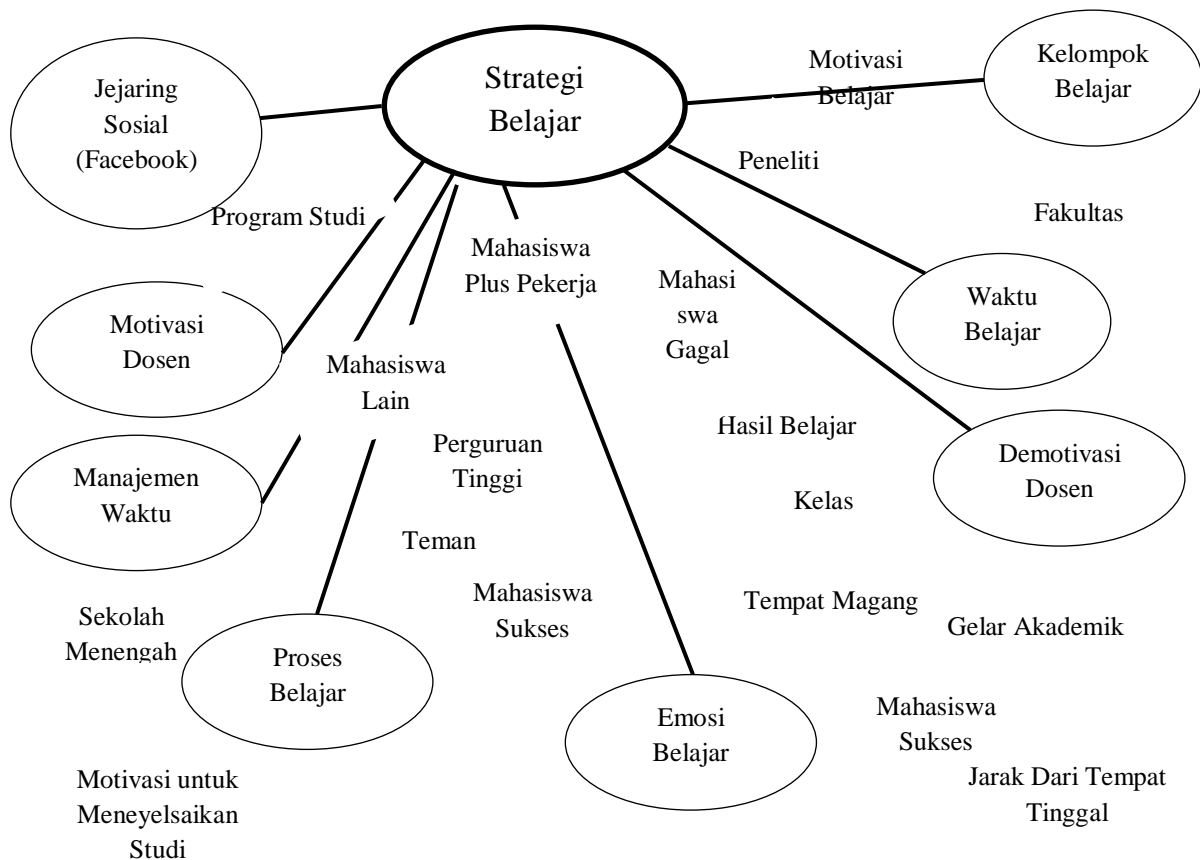 Strategi
Belajar
Jejaring
Sosial
(Facebook)
Motivasi
Belajar
Kelompok
Belajar
Peneliti
Program Studi
Fakultas
Mahasiswa
Plus Pekerja
Mahasi
swa
Gagal
Waktu
Belajar
Motivasi
Dosen
Mahasiswa
Lain
Hasil Belajar
Perguruan
Tinggi
Demotivasi
Dosen
Manajemen
Waktu
Kelas
Teman
Mahasiswa
Sukses
Tempat Magang
Gelar Akademik
Sekolah
Menengah
Proses
Belajar
Emosi
Belajar
Mahasiswa
Sukses
Jarak Dari Tempat
Tinggal
Motivasi untuk
Meneyelsaikan
Studi